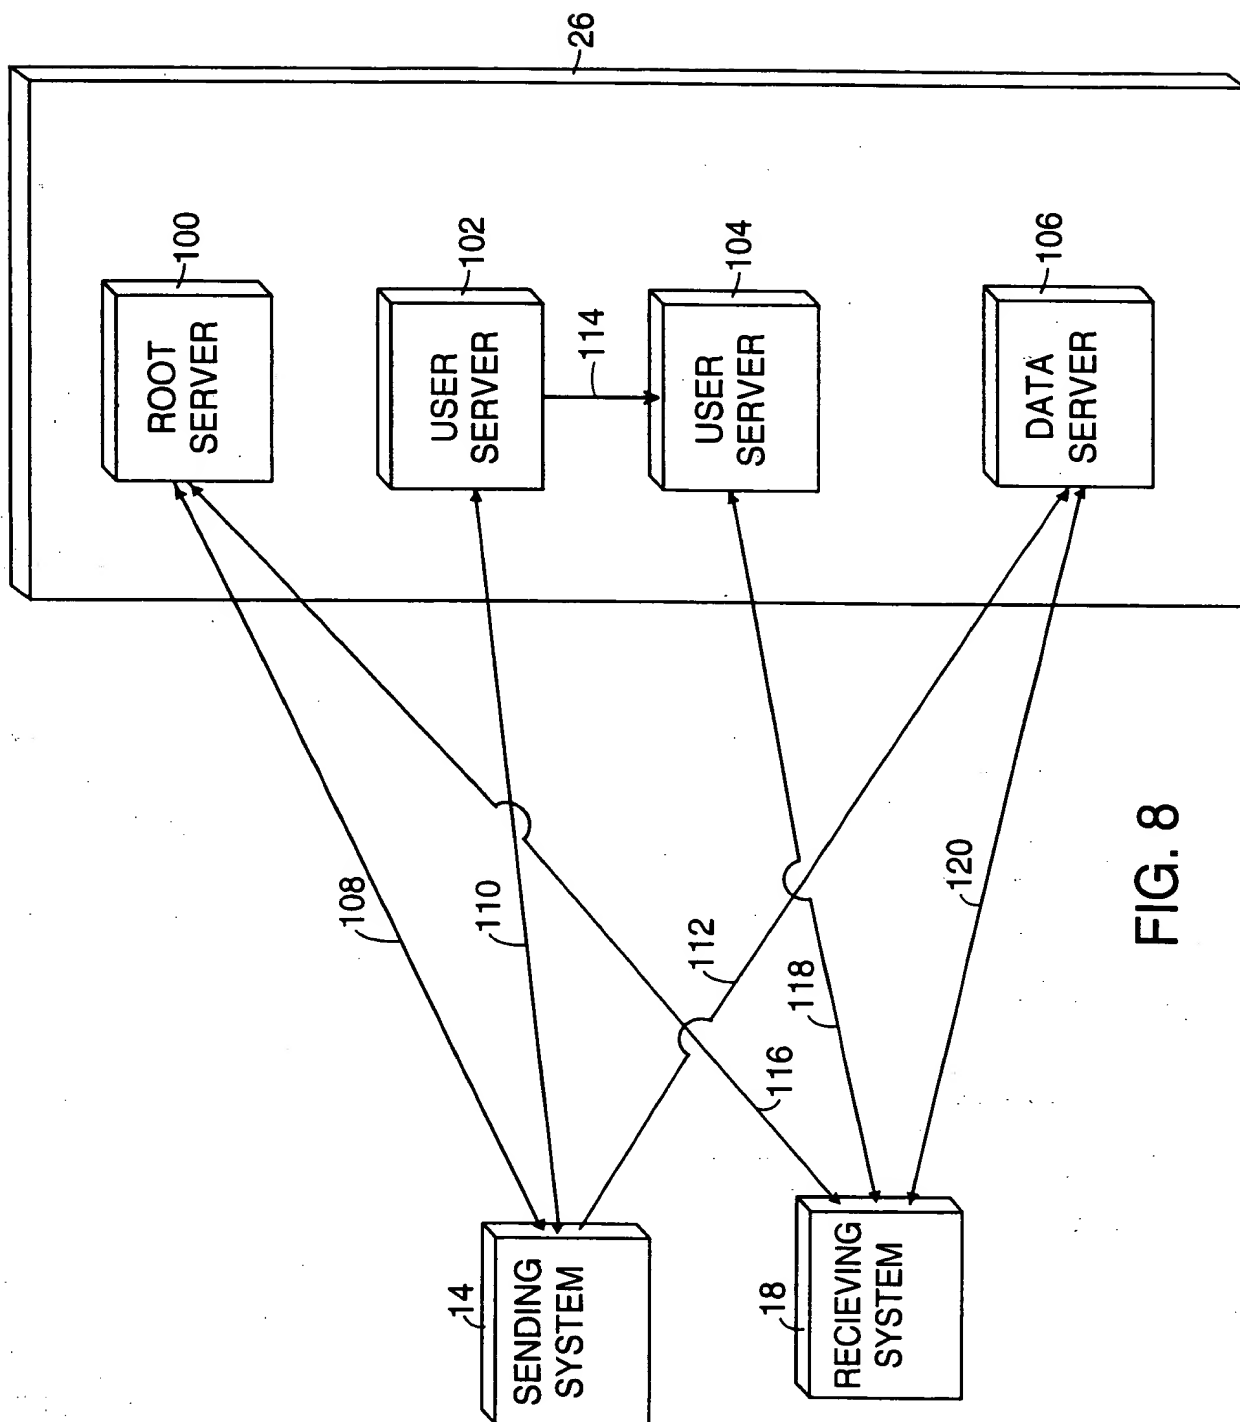 26
100
ROOT
SERVER
102
USER
SERVER
114
104
USER
SERVER
106
DATA
SERVER
108
110
112
116
118
120
14
SENDING
SYSTEM
18
RECIEVING
SYSTEM
FIG. 8